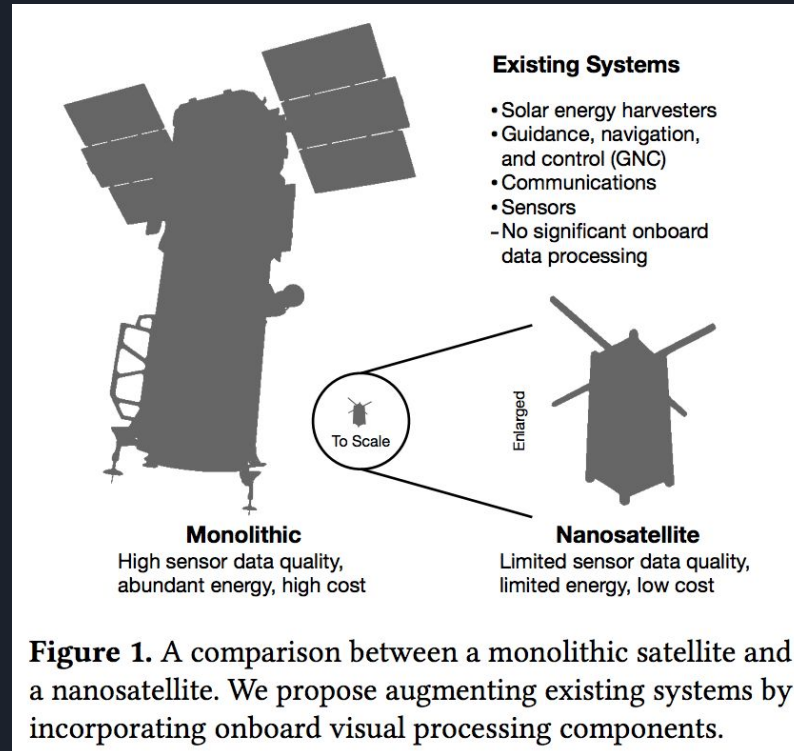 Existing Systems
• Solar energy harvesters
• Guidance, navigation,
and control (GNC)
• Communications
• Sensors
- No significant onboard
data processing
To Scale
Enlarged
Monolithic
High sensor data quality,
abundant energy, high cost
Nanosatellite
Limited sensor data quality,
limited energy, low cost
Figure 1. A comparison between a monolithic satellite and
a nanosatellite. We propose augmenting existing systems by
incorporating onboard visual processing components.